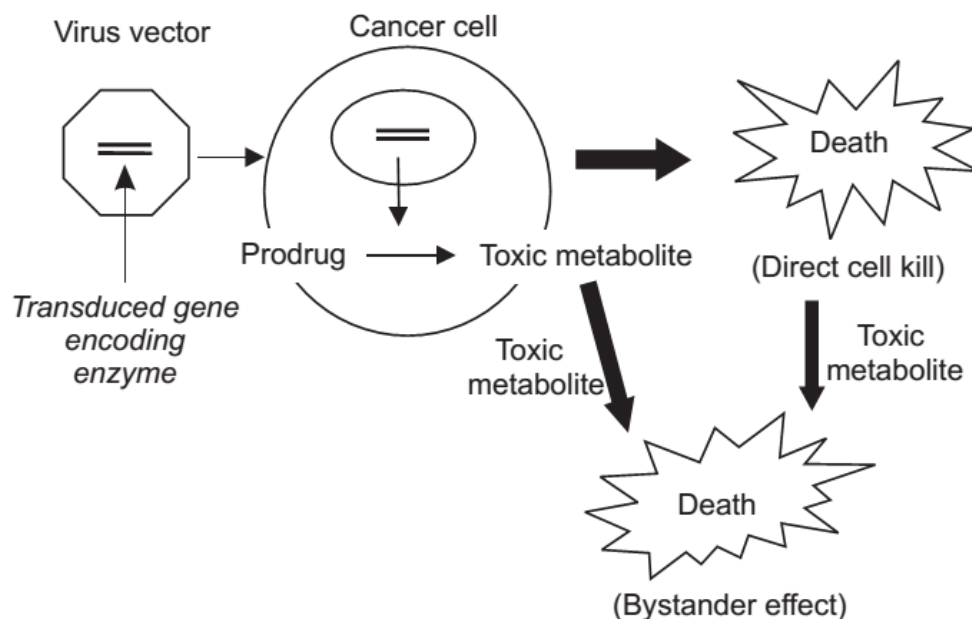 Virus vector
Cancer cell
Death
(Direct cell kill)
Prodrug
Toxic metabolite
Transduced gene
encoding
enzyme
Toxic
metabolite
Toxic
metabolite
Death
(Bystander effect)